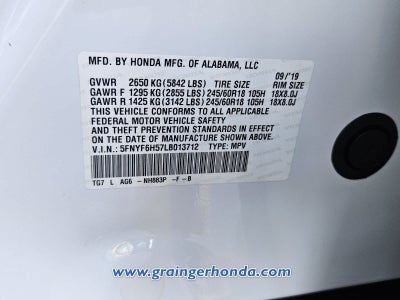 MFD. BY HONDA MFG. OF ALABAMA, LLC
09/'19
GVWR 2650 KG(5842 LBS) TIRE SIZE RIM SIZE
GAWR F 1295 KG(2855 LBS)245/60R18 105H 18X8.0J
GAWR R 1425 KG(3142 LBS)245/60R18 105H 18X8.0J
THIS VEHICLE CONFORMS TO ALL APPLICABLE
FEDERAL MOTOR VEHICLE SAFETY STANDARDS
IN EFFECT ON THE DATE OF MANUFACTURE SHOWN ABOVE.
V.I.N.: 5FNYF6H57LB013712 TYPE: MPV
TG7 L AG6 -NH883P -F -B
www.graingerhonda.com